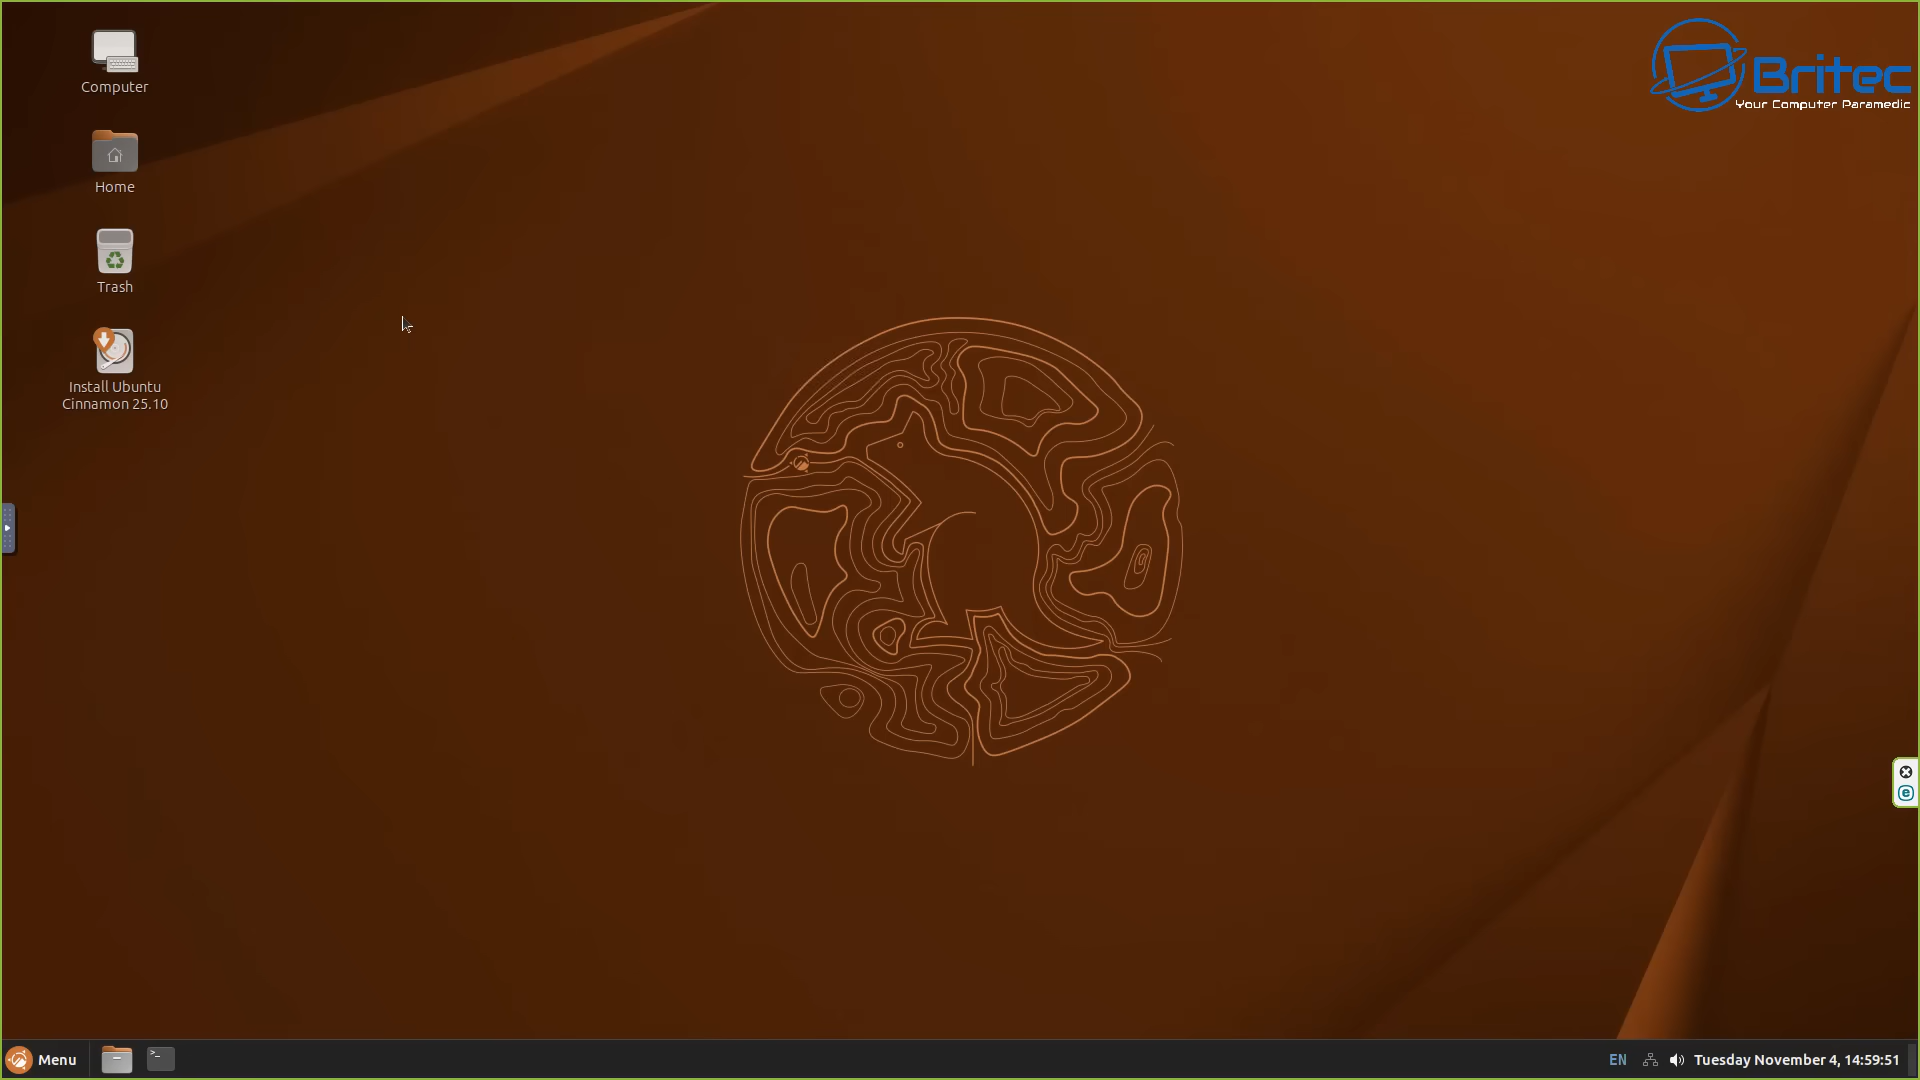 Computer
Britec
Your Computer Paramedic
Home
Trash
Install Ubuntu
Cinnamon 25.10
Menu
EN
Tuesday November 4, 14:59:51